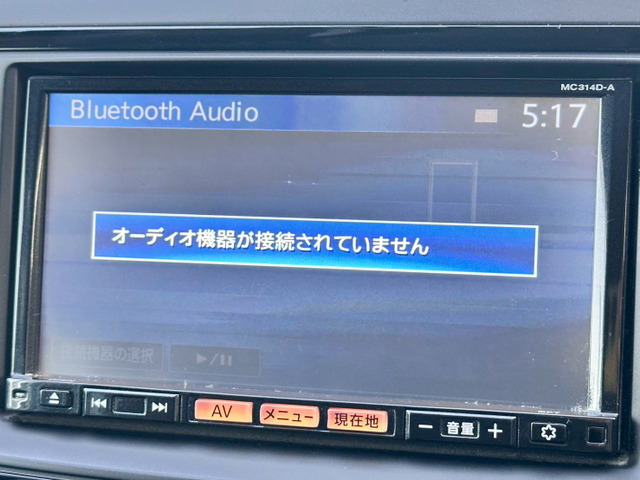 MC314D-A
Bluetooth Audio 5:17
オーディオ機器が接続されていません
接続機器の選択
AV メニュー 現在地 − 音量 +